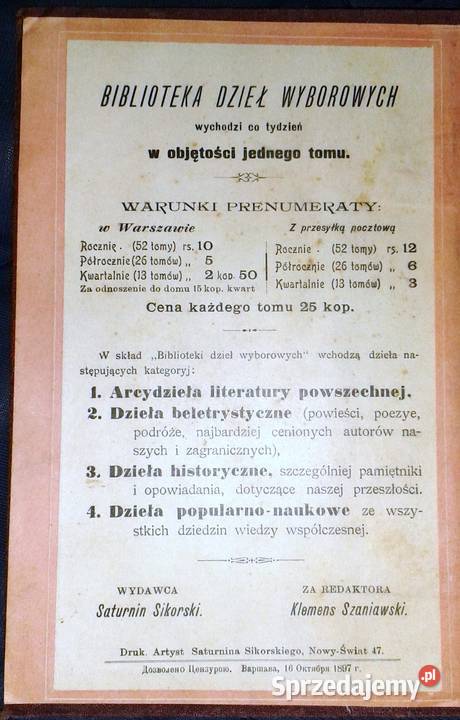 BIBLIOTEKA DZIEŁ WYBOROWYCH
wychodzi co tydzień
w objętości jednego tomu.
WARUNKI PRENUMERATY:
w Warszawie
Rocznie . (52 tomy) rs. 10
Półrocznie (26 tomów) „ 5
Kwartalnie (13 tomów) „ 2 kop. 50
Za odnoszenie do domu 15 kop. kwart
Z przesyłką pocztową
Rocznie . (52 tomy) rs. 12
Półrocznie (26 tomów) „ 6
Kwartalnie (13 tomów) „ 3
Cena każdego tomu 25 kop.
W skład „Biblioteki dzieł wyborowych" wchodzą dzieła na-
stępujących kategoryj:
1. Arcydzieła literatury powszechnej.
2. Dzieła beletrystyczne (powieści, poezye,
podróże, najbardziej cenionych autorów na-
szych i zagranicznych),
3. Dzieła historyczne, szczególniej pamiętniki
i opowiadania, dotyczące naszej przeszłości.
4. Dzieła popularno-naukowe ze wszy-
stkich dziedzin wiedzy współczesnej.
WYDAWCA
Saturnin Sikorski.
ZA REDAKTORA
Klemens Szaniawski.
Druk. Artyst Saturnina Sikorskiego, Nowy-Świat 47.
Дозволено Цензурою. Варшава, 16 Октября 1897 г.
Sprzedajemy.pl